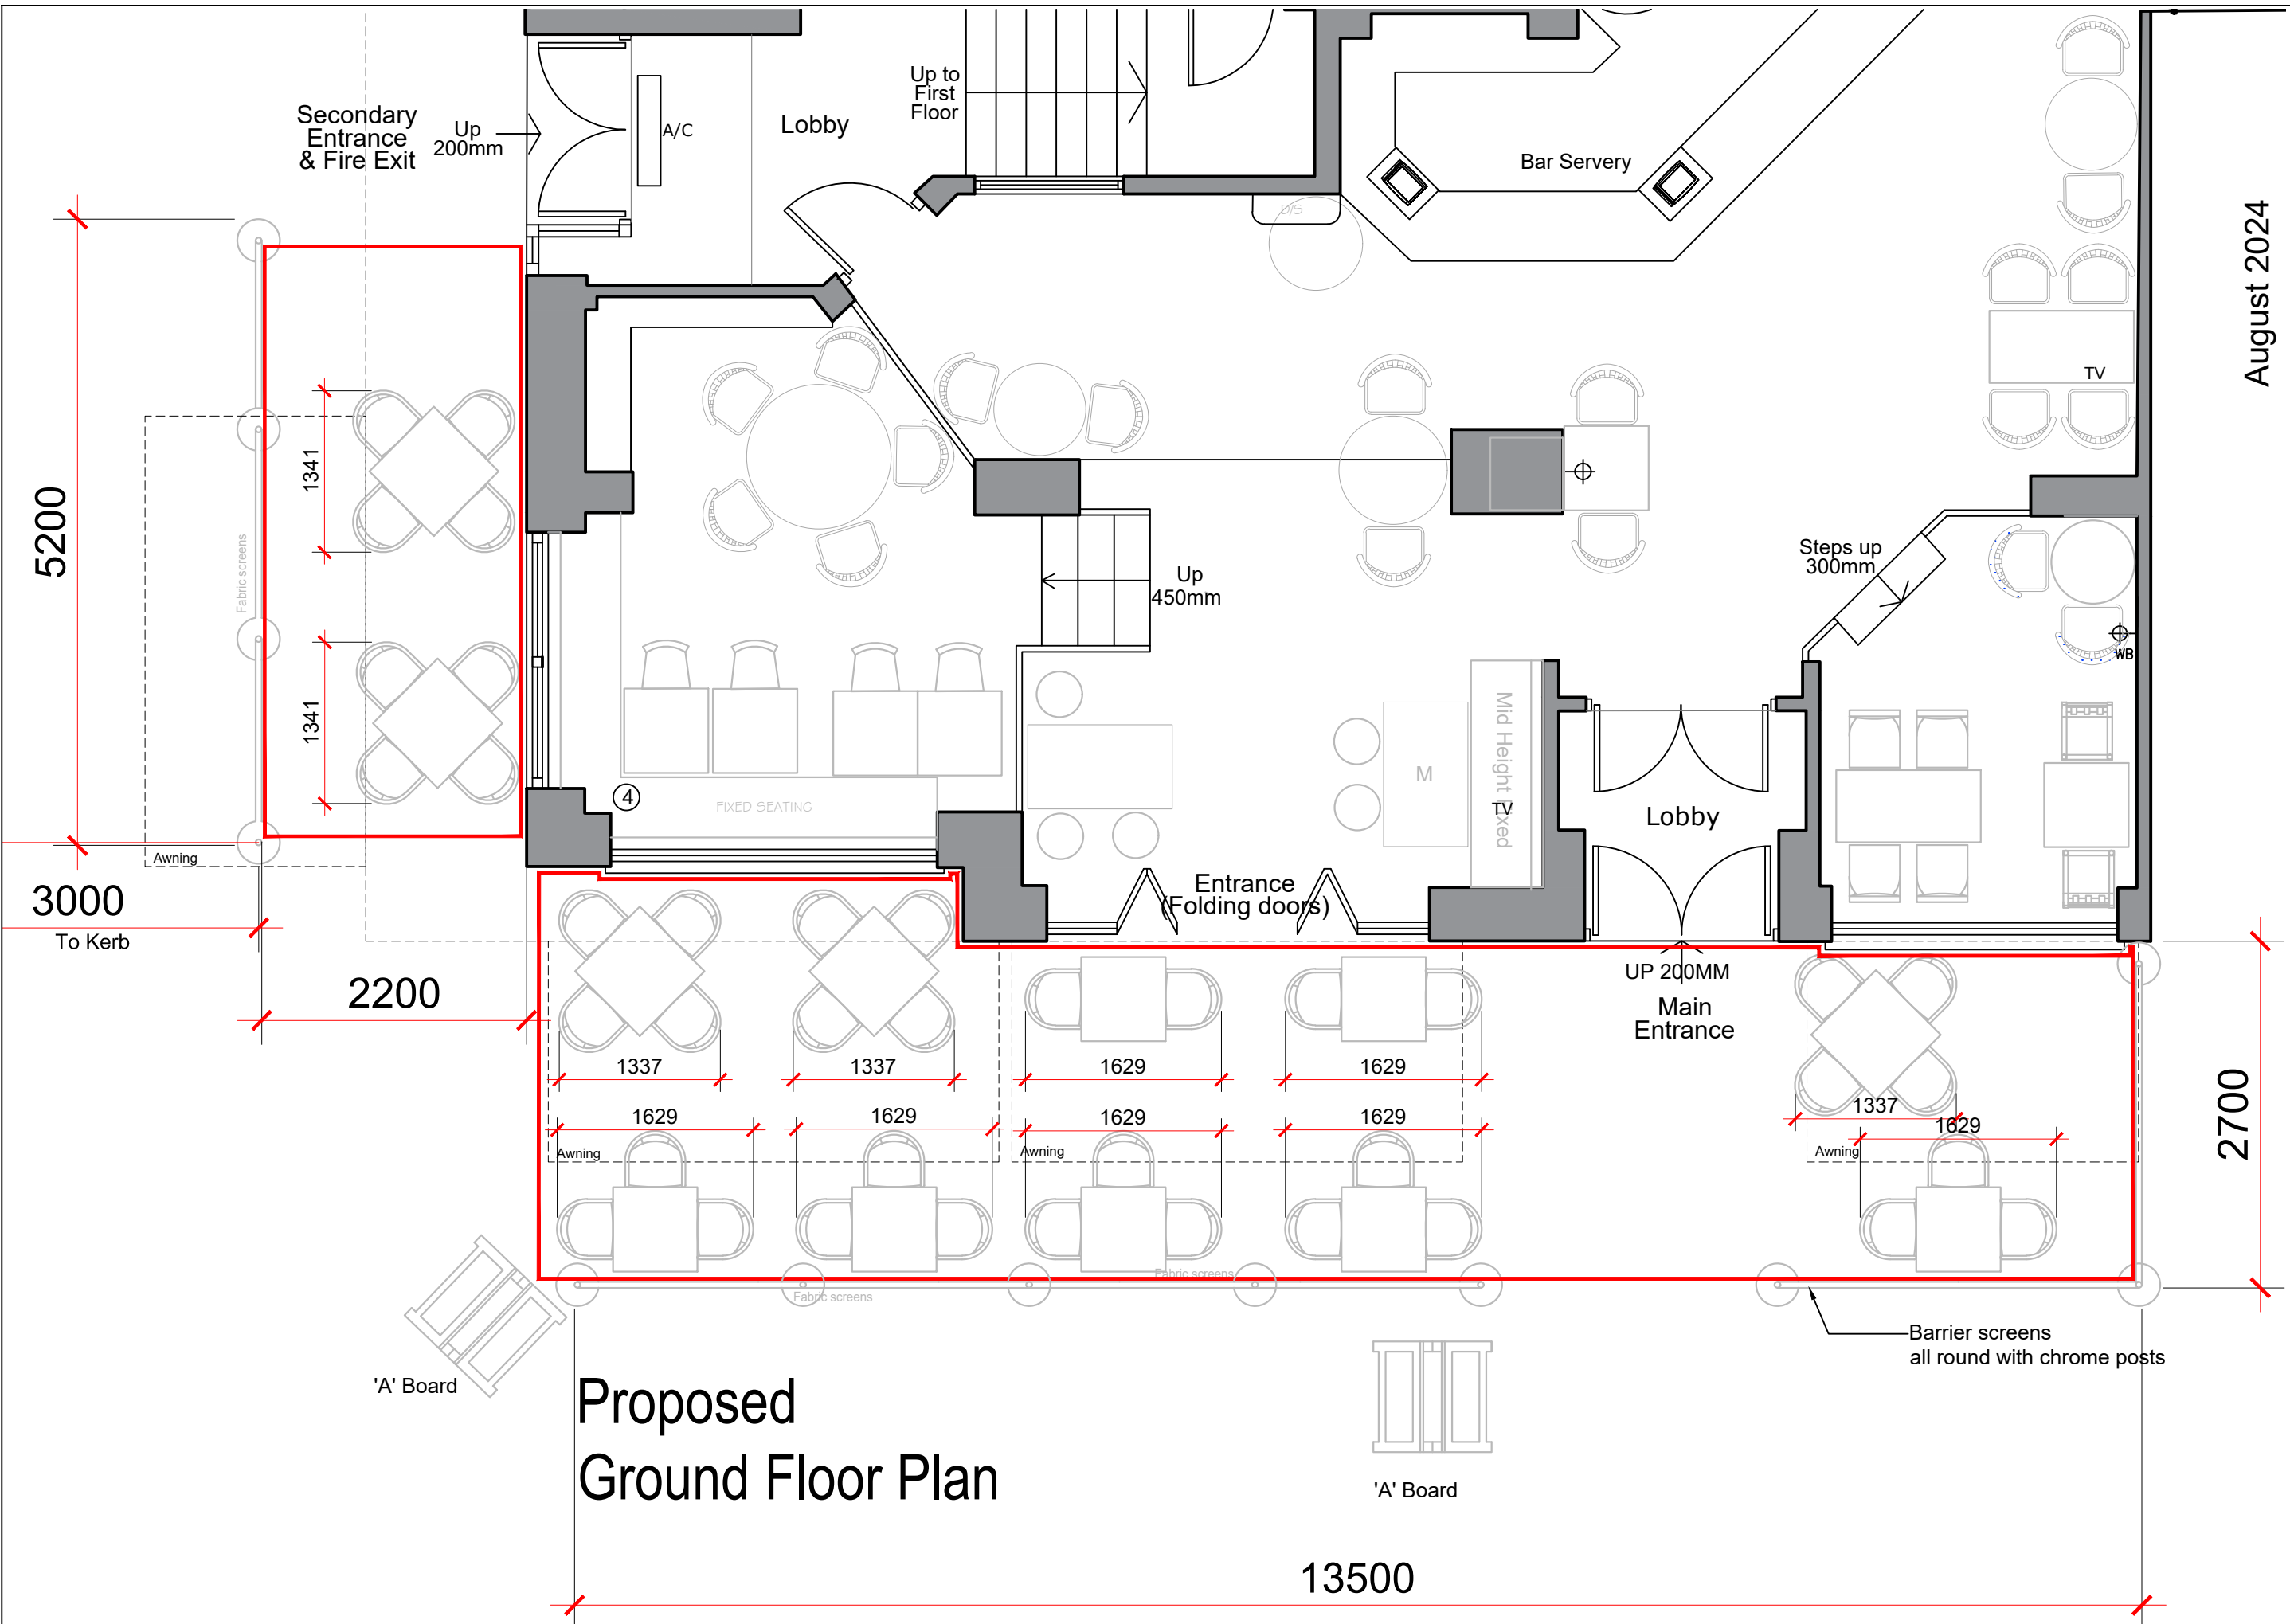 Secondary
Entrance
& Fire Exit
Up
200mm
A/C
Lobby
Up to
First
Floor
Bar Servery
D/S
August 2024
TV
5200
1341
Fabric screens
1341
Up
450mm
Steps up
300mm
WB
Mid Height Fixed
TV
M
4
FIXED SEATING
Lobby
Awning
Entrance
(Folding doors)
3000
To Kerb
2200
UP 200MM
Main
Entrance
1337
1337
1629
1629
1629
1629
1629
1629
1337
1629
2700
Awning
Awning
Awning
Fabric screens
Fabric screens
Barrier screens
all round with chrome posts
'A' Board
'A' Board
Proposed
Ground Floor Plan
13500